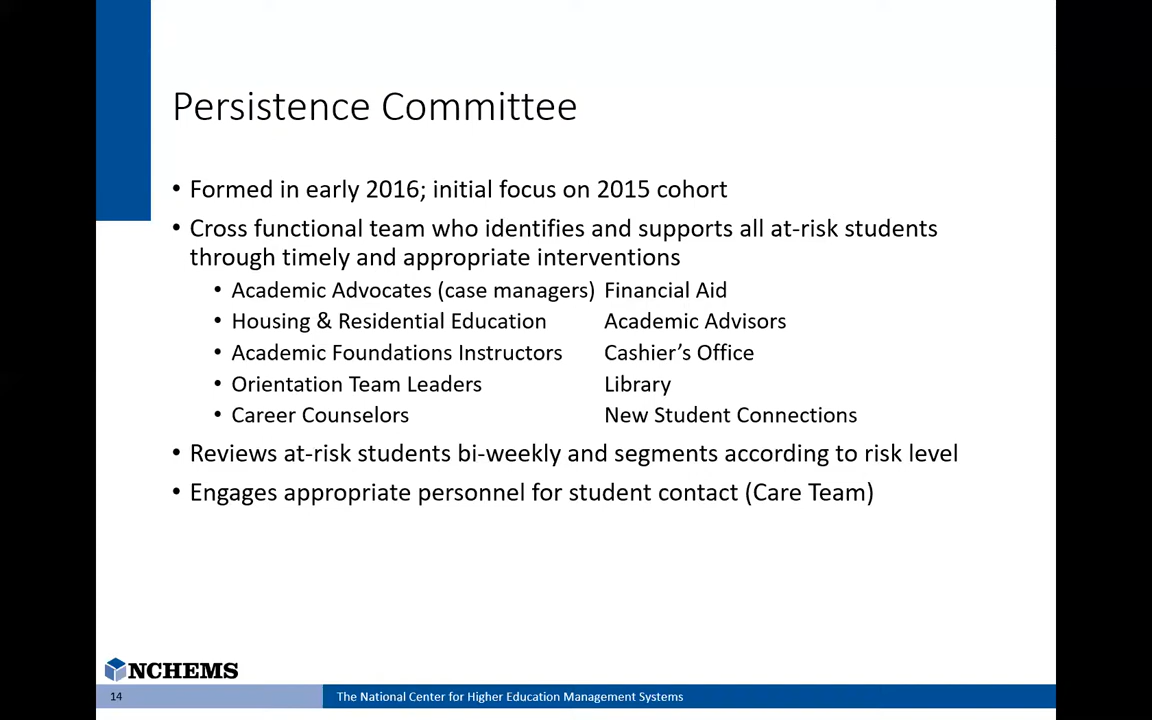 Persistence Committee
• Formed in early 2016; initial focus on 2015 cohort
• Cross functional team who identifies and supports all at-risk students
through timely and appropriate interventions
• Academic Advocates (case managers) Financial Aid
• Housing & Residential Education Academic Advisors
• Academic Foundations Instructors Cashier’s Office
• Orientation Team Leaders Library
• Career Counselors New Student Connections
• Reviews at-risk students bi-weekly and segments according to risk level
• Engages appropriate personnel for student contact (Care Team)
NCHEMS
14 The National Center for Higher Education Management Systems